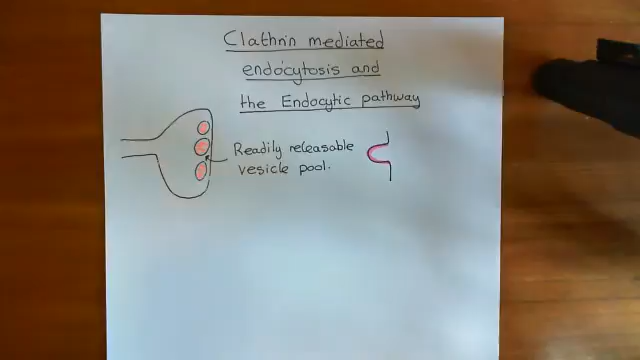 Clathrin mediated
endocytosis and
the Endocytic pathway
Readily releasable
vesicle pool.